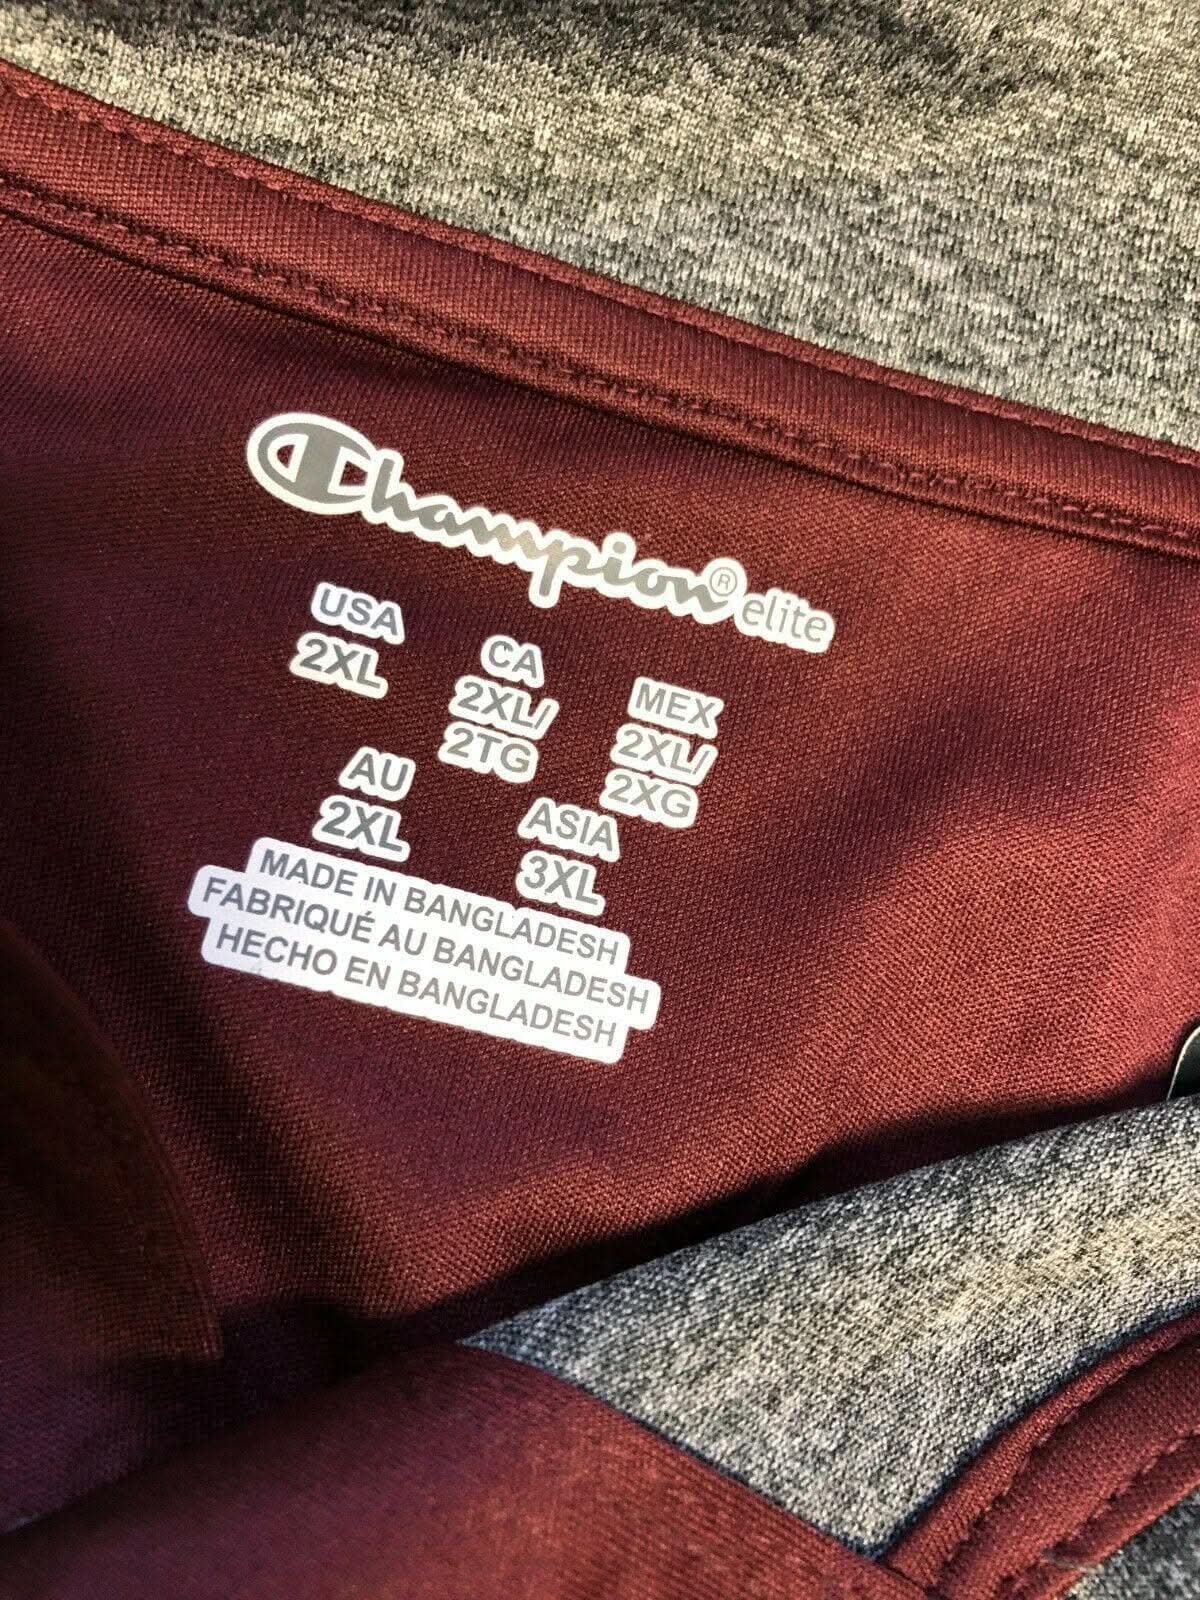 Champion® elite
USA
2XL
CA
2XL/
2TG
MEX
2XL/
2XG
AU
2XL
ASIA
3XL
MADE IN BANGLADESH
FABRIQUÉ AU BANGLADESH
HECHO EN BANGLADESH